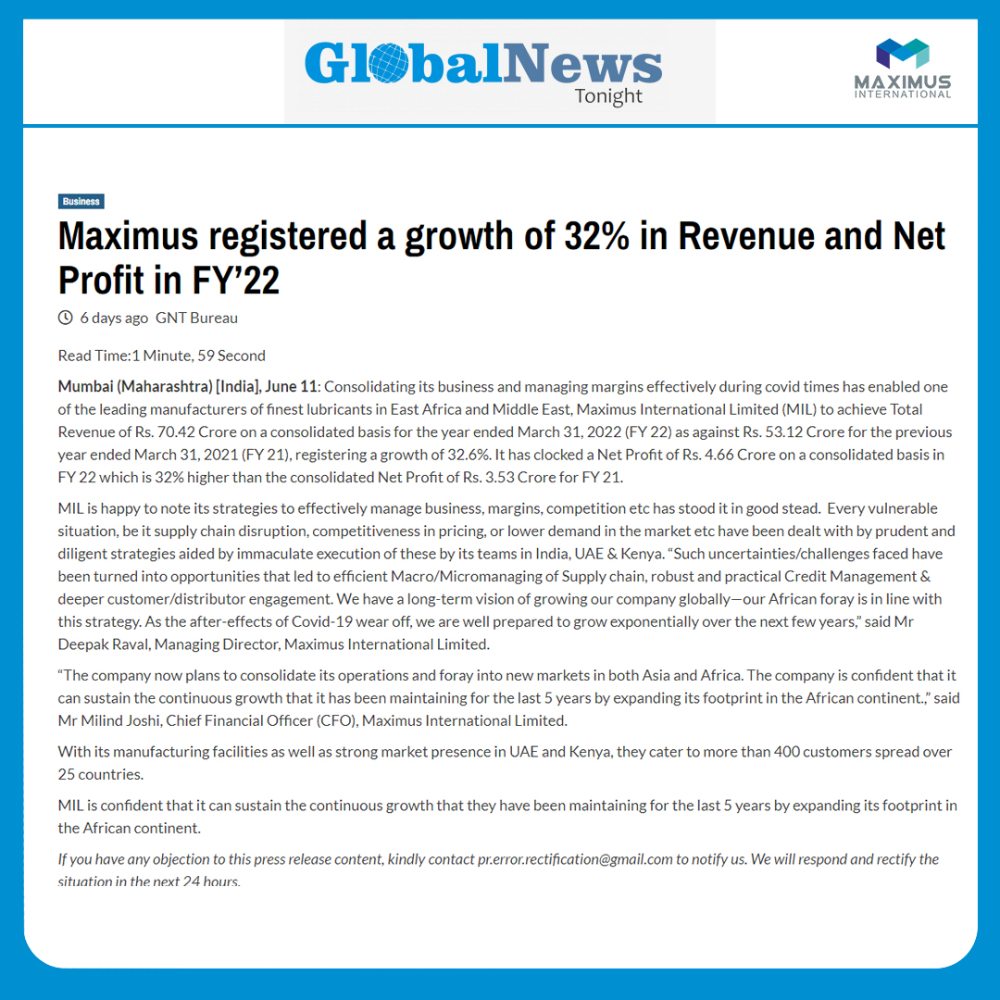 GlobalNews
Tonight
MAXIMUS
INTERNATIONAL
Business
Maximus registered a growth of 32% in Revenue and Net
Profit in FY’22
6 days ago GNT Bureau
Read Time:1 Minute, 59 Second
Mumbai (Maharashtra) [India], June 11: Consolidating its business and managing margins effectively during covid times has enabled one
of the leading manufacturers of finest lubricants in East Africa and Middle East, Maximus International Limited (MIL) to achieve Total
Revenue of Rs. 70.42 Crore on a consolidated basis for the year ended March 31, 2022 (FY 22) as against Rs. 53.12 Crore for the previous
year ended March 31, 2021 (FY 21), registering a growth of 32.6%. It has clocked a Net Profit of Rs. 4.66 Crore on a consolidated basis in
FY 22 which is 32% higher than the consolidated Net Profit of Rs. 3.53 Crore for FY 21.
MIL is happy to note its strategies to effectively manage business, margins, competition etc has stood it in good stead. Every vulnerable
situation, be it supply chain disruption, competitiveness in pricing, or lower demand in the market etc have been dealt with by prudent and
diligent strategies aided by immaculate execution of these by its teams in India, UAE & Kenya. “Such uncertainties/challenges faced have
been turned into opportunities that led to efficient Macro/Micromanaging of Supply chain, robust and practical Credit Management &
deeper customer/distributor engagement. We have a long-term vision of growing our company globally—our African foray is in line with
this strategy. As the after-effects of Covid-19 wear off, we are well prepared to grow exponentially over the next few years,” said Mr
Deepak Raval, Managing Director, Maximus International Limited.
“The company now plans to consolidate its operations and foray into new markets in both Asia and Africa. The company is confident that it
can sustain the continuous growth that it has been maintaining for the last 5 years by expanding its footprint in the African continent.,” said
Mr Milind Joshi, Chief Financial Officer (CFO), Maximus International Limited.
With its manufacturing facilities as well as strong market presence in UAE and Kenya, they cater to more than 400 customers spread over
25 countries.
MIL is confident that it can sustain the continuous growth that they have been maintaining for the last 5 years by expanding its footprint in
the African continent.
If you have any objection to this press release content, kindly contact pr.error.rectification@gmail.com to notify us. We will respond and rectify the
situation in the next 24 hours.